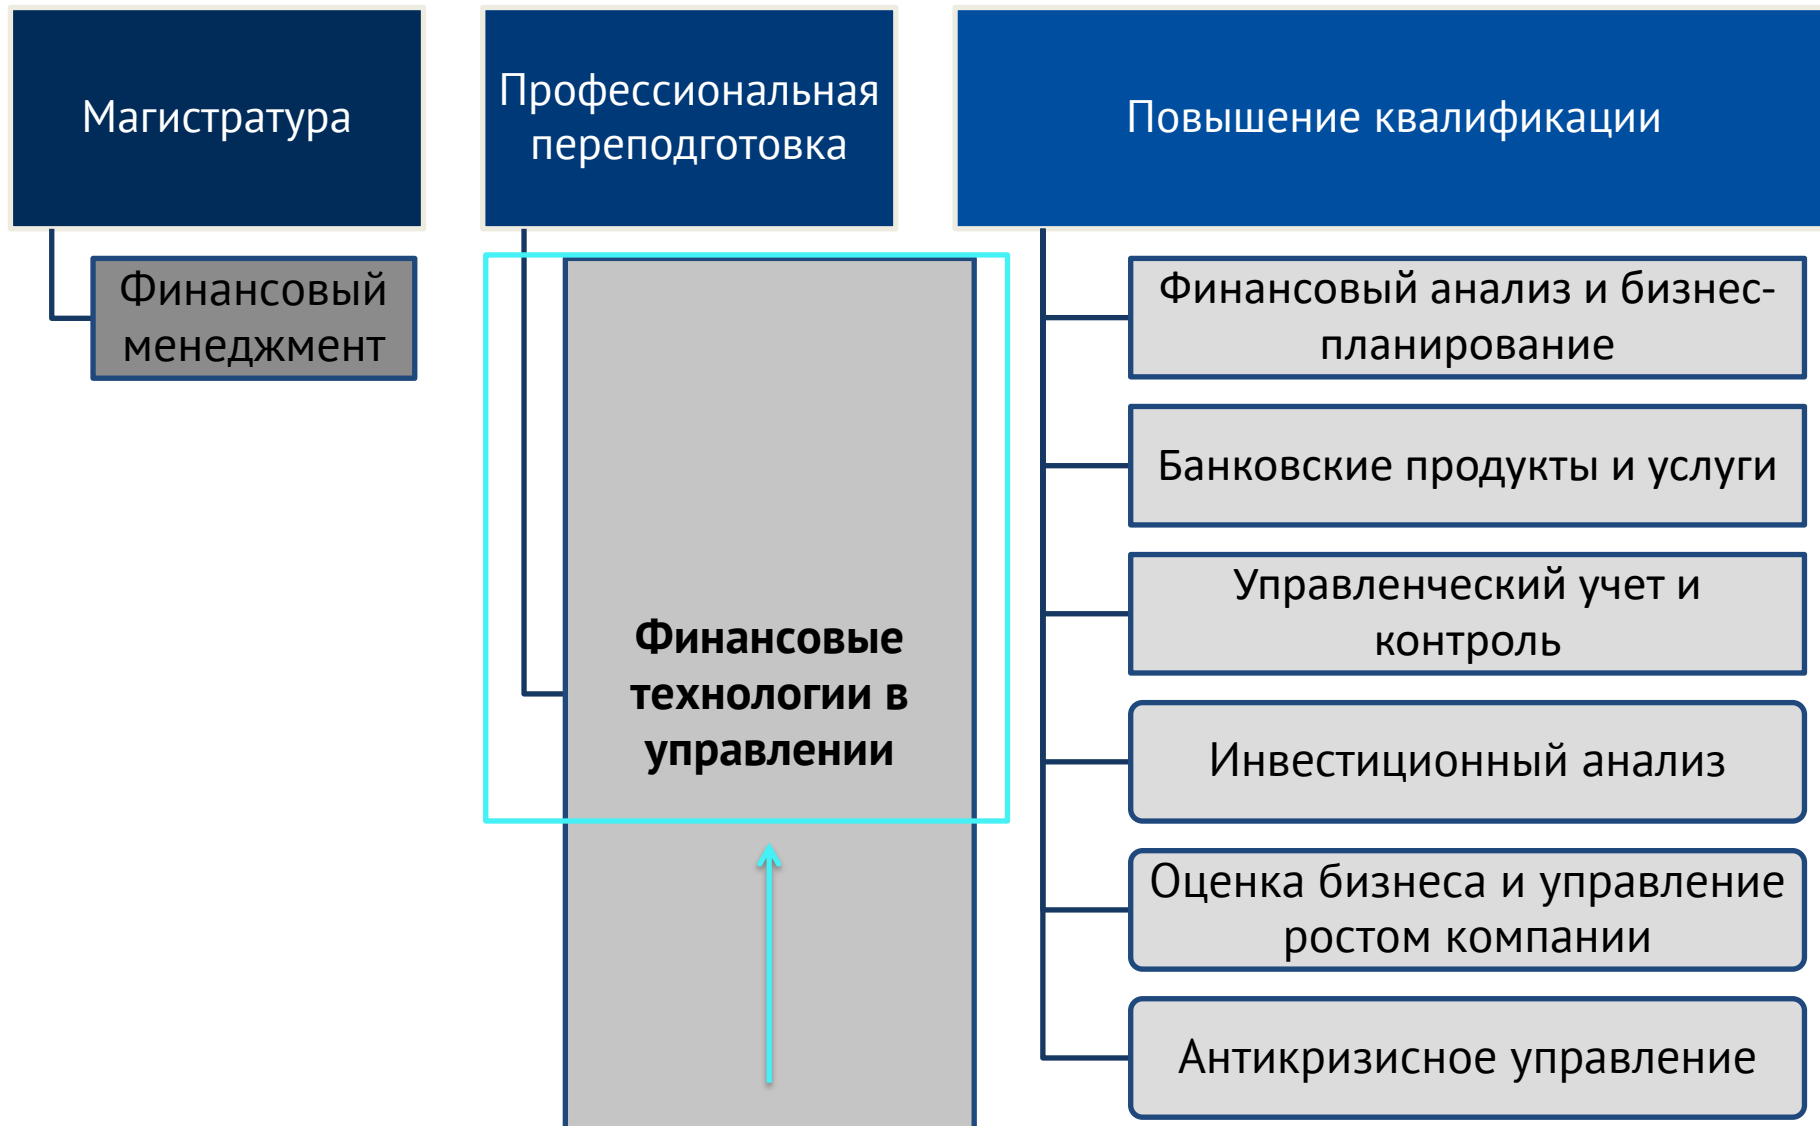 Магистратура
Профессиональная
переподготовка
Повышение квалификации
Финансовый
менеджмент
Финансовые
технологии в
управлении
Финансовый анализ и бизнес-
планирование
Банковские продукты и услуги
Управленческий учет и
контроль
Инвестиционный анализ
Оценка бизнеса и управление
ростом компании
Антикризисное управление